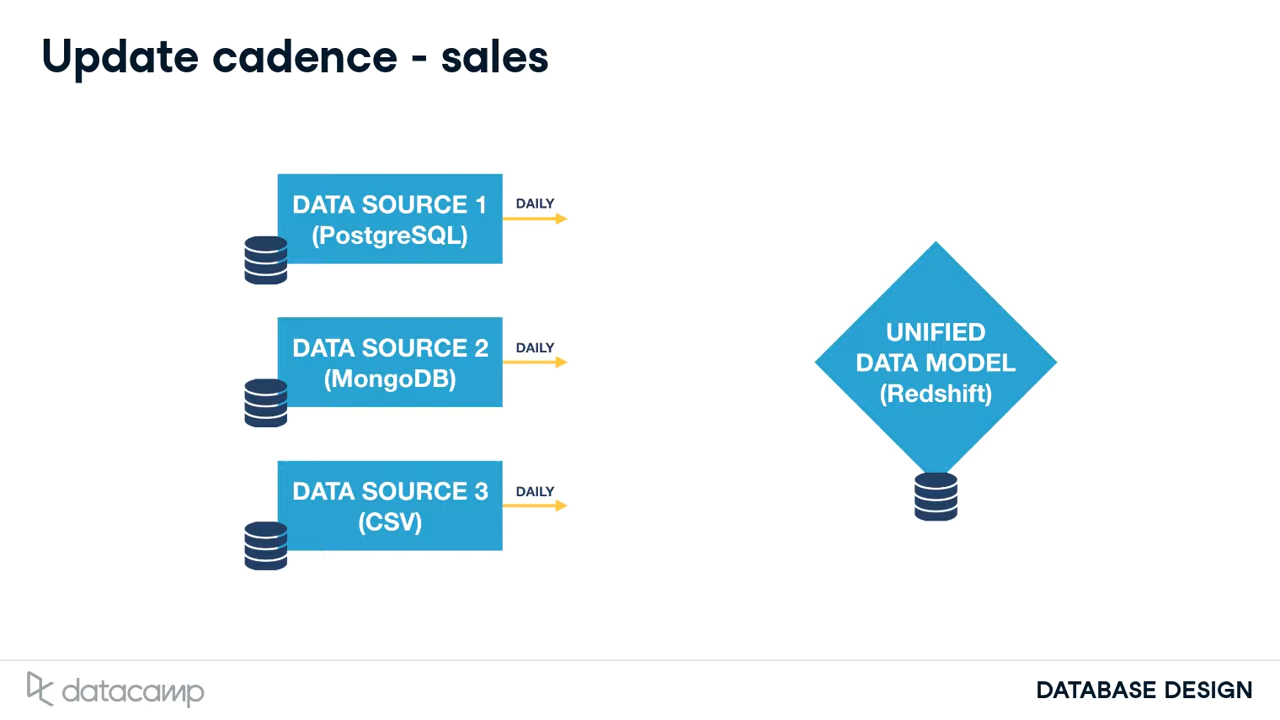 Update cadence - sales
DATA SOURCE 1
(PostgreSQL)
DAILY
DATA SOURCE 2
(MongoDB)
DAILY
DATA SOURCE 3
(CSV)
DAILY
UNIFIED
DATA MODEL
(Redshift)
datacamp
DATABASE DESIGN